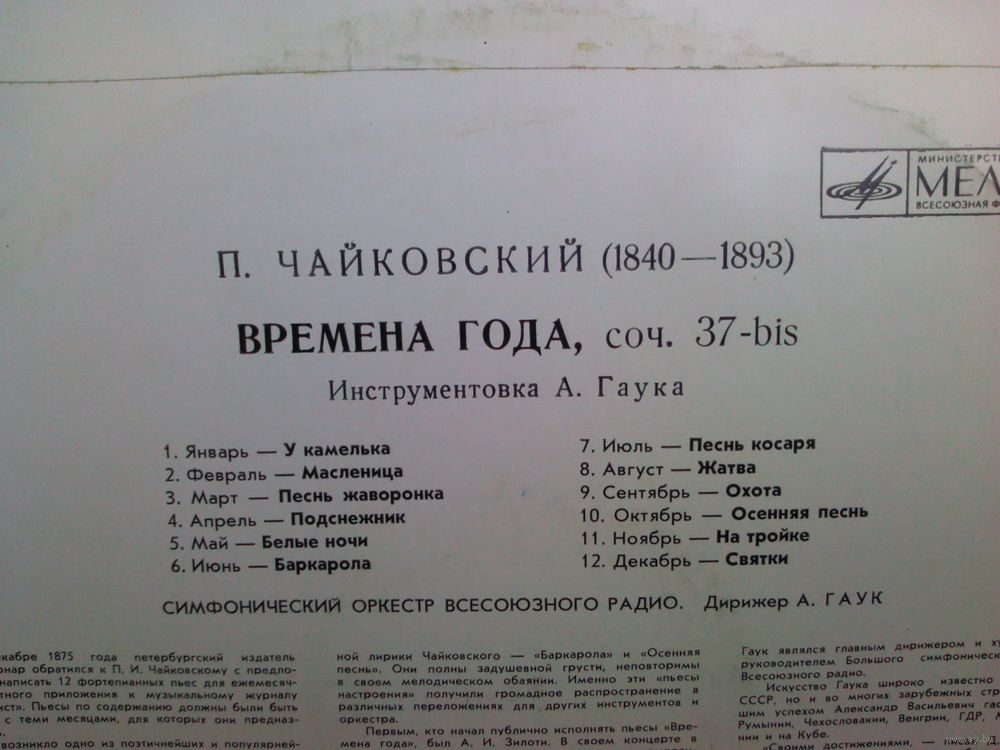 МИНИСТЕРСТ
МЕЛ
ВСЕСОЮЗНАЯ Ф
П. ЧАЙКОВСКИЙ (1840—1893)
ВРЕМЕНА ГОДА, соч. 37-bis
Инструментовка А. Гаука
1. Январь — У камелька
2. Февраль — Масленица
3. Март — Песнь жаворонка
4. Апрель — Подснежник
5. Май — Белые ночи
6. Июнь — Баркарола
7. Июль — Песнь косаря
8. Август — Жатва
9. Сентябрь — Охота
10. Октябрь — Осенняя песнь
11. Ноябрь — На тройке
12. Декабрь — Святки
СИМФОНИЧЕСКИЙ ОРКЕСТР ВСЕСОЮЗНОГО РАДИО. Дирижер А. ГАУК
кабре 1875 года петербургский издатель
онар обратился к П. И. Чайковскому с предло-
написать 12 фортепианных пьес для ежемесяч-
тного приложения к музыкальному журналу
ист». Пьесы по содержанию должны были быть
с теми месяцами, для которых они предназ-
возникло одно из поэтичнейших и популярней-
ной лирики Чайковского — «Баркарола» и «Осенняя
песнь». Они полны задушевной грусти, неповторимы
в своем мелодическом обаянии. Именно эти «пьесы
настроения» получили громадное распространение в
различных переложениях для других инструментов и
оркестра.
Первым, кто начал публично исполнять пьесы «Вре-
мена года», был А. И. Зилоти. В своем концерте в
Гаук являлся главным дирижером и ху
руководителем Большого симфоническ
Всесоюзного радио.
Искусство Гаука широко известно
СССР, но и во многих зарубежных стр
шим успехом Александр Васильевич гас
Румынии, Чехословакии, Венгрии, ГДР,
нии и на Кубе.
«Своими достижениями, —